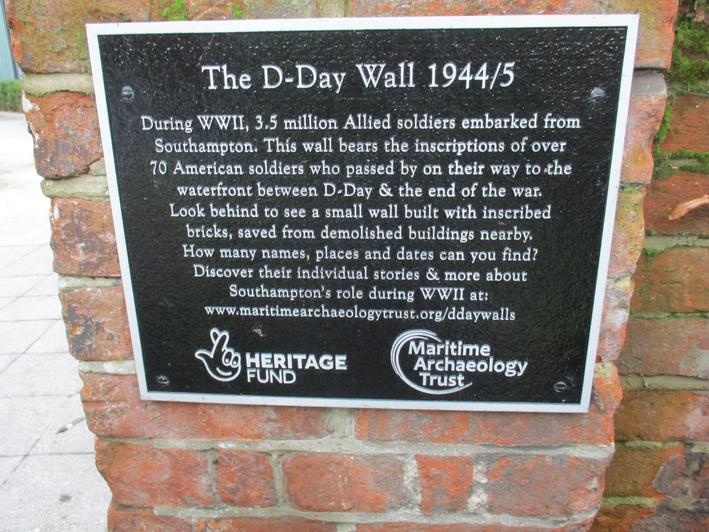 The D-Day Wall 1944/5
During WWII, 3.5 million Allied soldiers embarked from
Southampton. This wall bears the inscriptions of over
70 American soldiers who passed by on their way to the
waterfront between D-Day & the end of the war.
Look behind to see a small wall built with inscribed
bricks, saved from demolished buildings nearby.
How many names, places and dates can you find?
Discover their individual stories & more about
Southampton's role during WWII at:
www.maritimearchaeologytrust.org/ddaywalls
HERITAGE
FUND
Maritime
Archaeology
Trust